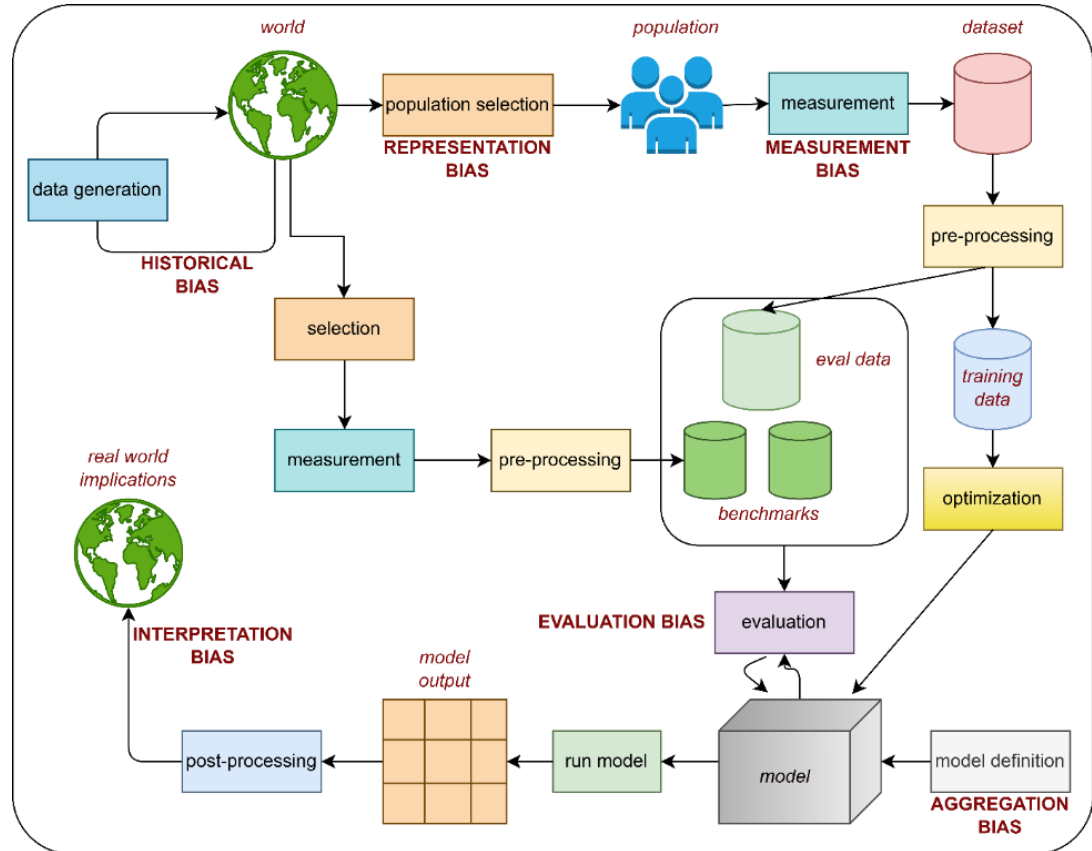 world
population
dataset
population selection
measurement
REPRESENTATION
BIAS
MEASUREMENT
BIAS
data generation
pre-processing
HISTORICAL
BIAS
selection
eval data
training
data
measurement
pre-processing
benchmarks
optimization
real world
implications
EVALUATION BIAS
evaluation
INTERPRETATION
BIAS
model
output
post-processing
run model
model
model definition
AGGREGATION
BIAS